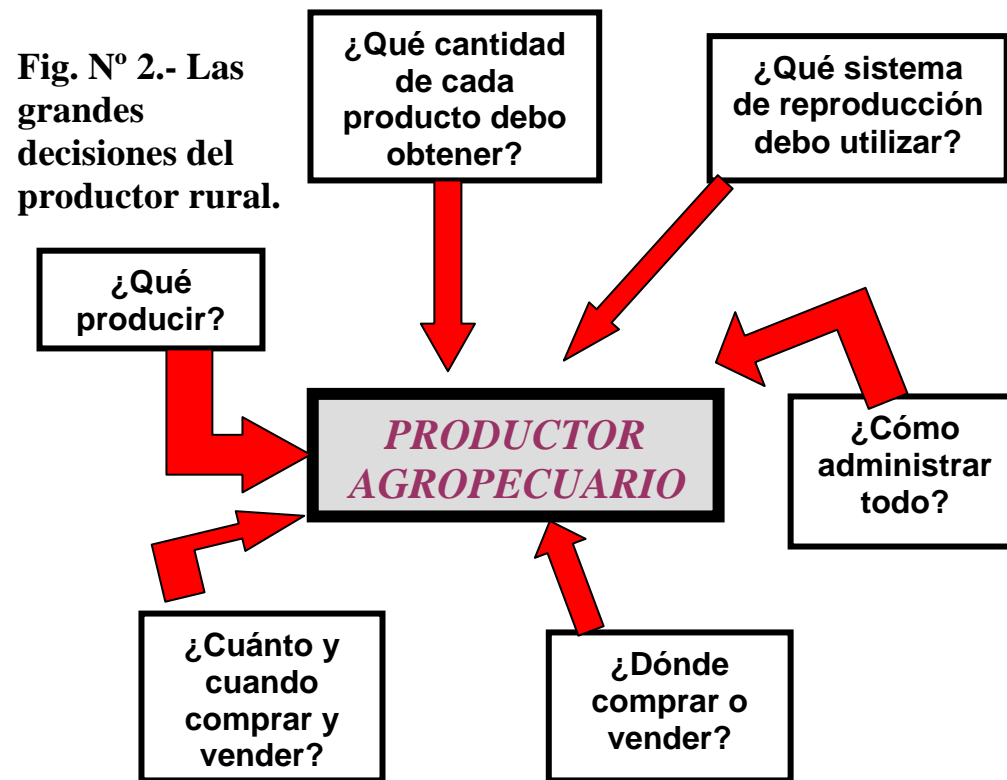 Fig. Nº 2.- Las
grandes
decisiones del
productor rural.
¿Qué cantidad
de cada
producto debo
obtener?
¿Qué sistema
de reproducción
debo utilizar?
¿Qué
producir?
PRODUCTOR
AGROPECUARIO
¿Cómo
administrar
todo?
¿Cuánto y
cuando
comprar y
vender?
¿Dónde
comprar o
vender?